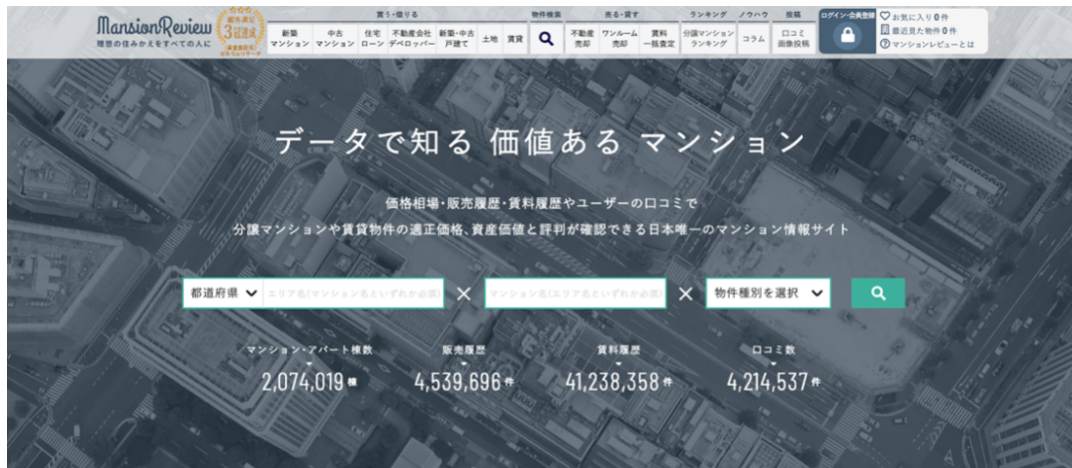 MansionReview
理想の住みかえをすべての人に
顧客満足
3冠達成
買う・借りる
物件検索
売る・貸す
ランキング
ノウハウ
投稿
ログイン・会員登録
新築
マンション
中古
マンション
住宅
ローン
不動産会社
デベロッパー
新築・中古
戸建て
土地
賃貸
不動産
売却
ワンルーム
売却
賃料
一括査定
分譲マンション
ランキング
コラム
口コミ
画像投稿
お気に入り0件
最近見た物件0件
マンションレビューとは
データで知る 価値ある マンション
価格相場・販売履歴・賃料履歴やユーザーの口コミで
分譲マンションや賃貸物件の適正価格、資産価値と評判が確認できる日本唯一のマンション情報サイト
都道府県
エリア名(マンション名といずれか必須)
×
マンション名(エリア名といずれか必須)
×
物件種別を選択
マンション・アパート棟数
2,074,019棟
販売履歴
4,539,696件
賃料履歴
41,238,358件
口コミ数
4,214,537件